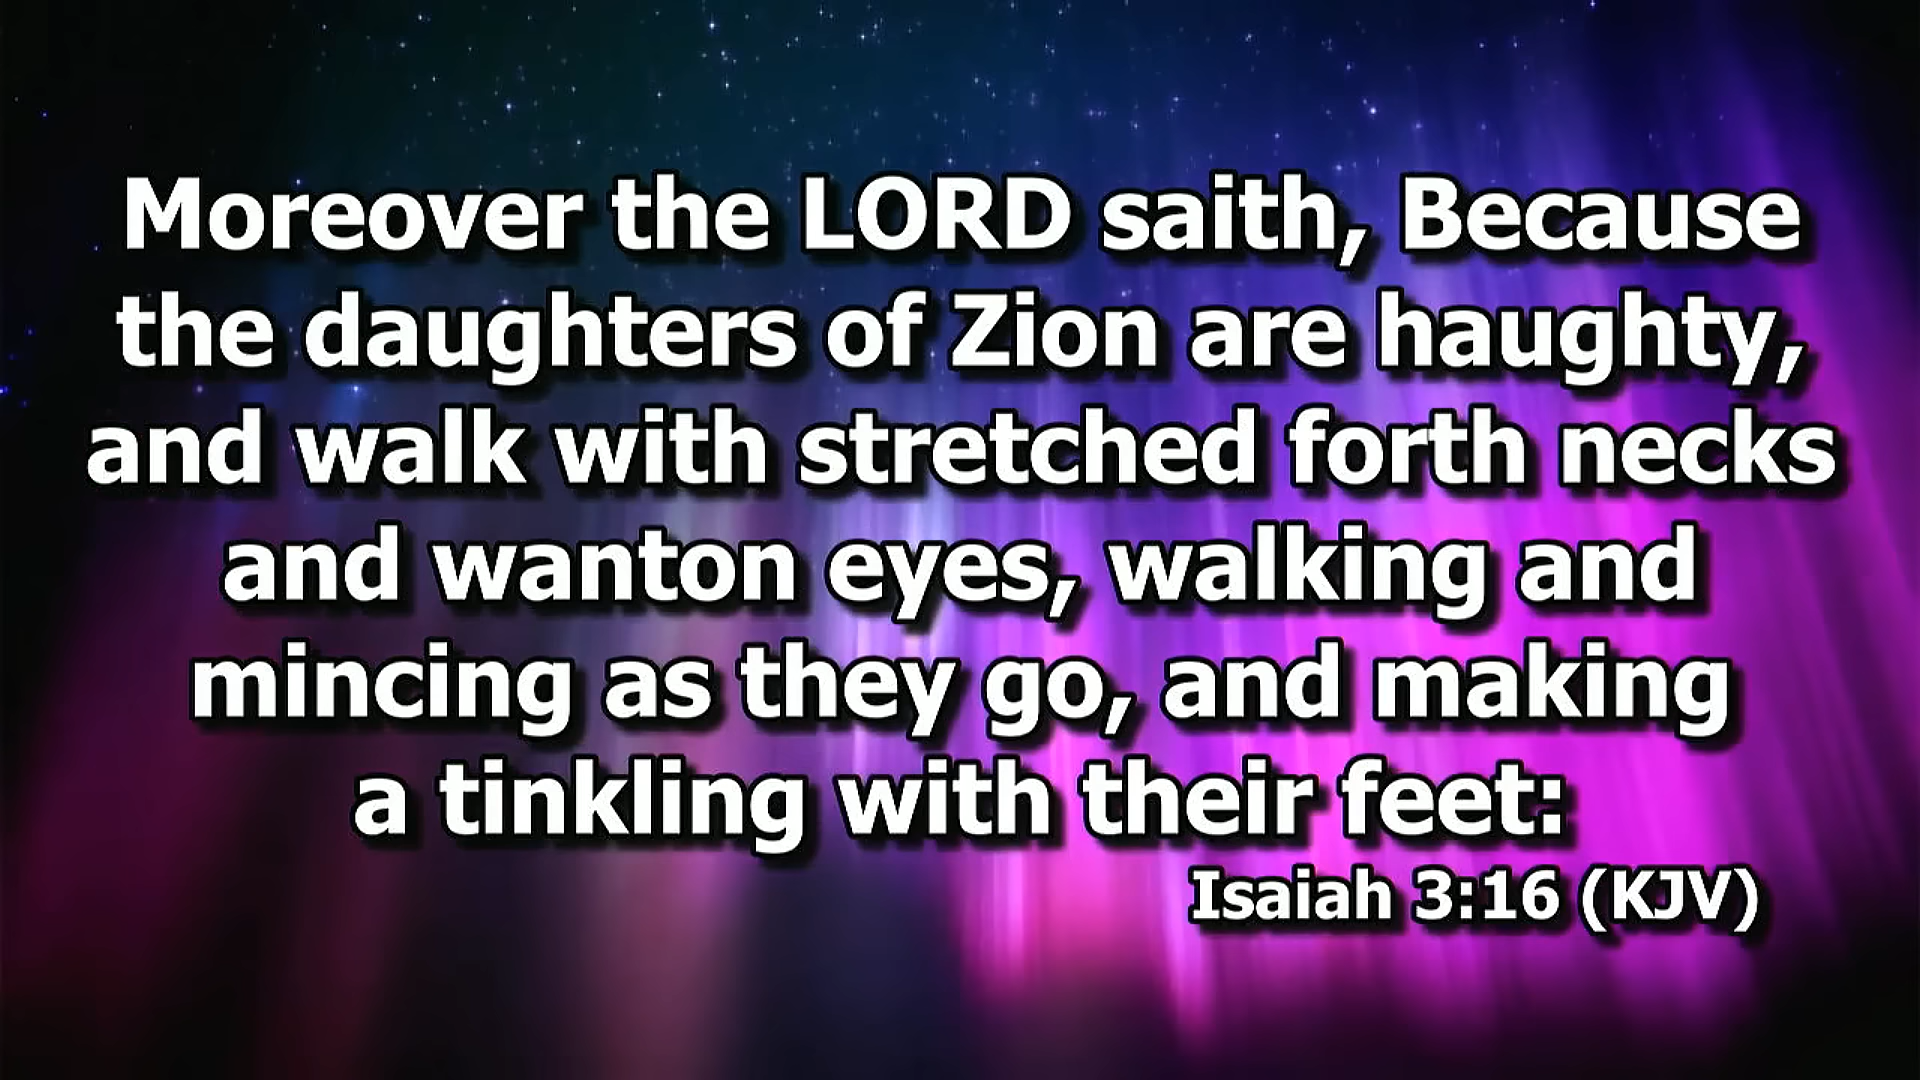 Moreover the LORD saith, Because
the daughters of Zion are haughty,
and walk with stretched forth necks
and wanton eyes, walking and
mincing as they go, and making
a tinkling with their feet:
Isaiah 3:16 (KJV)